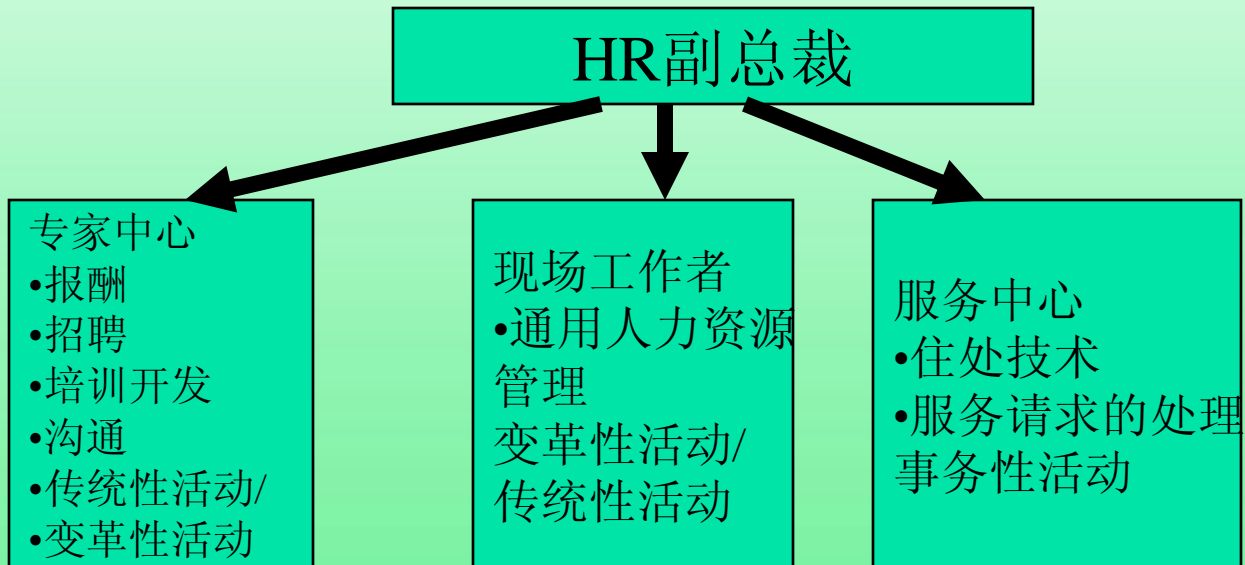 HR副总裁
专家中心
•报酬
•招聘
•培训开发
•沟通
•传统性活动/
•变革性活动
现场工作者
•通用人力资源
管理
变革性活动/
传统性活动
服务中心
•住处技术
•服务请求的处理
事务性活动